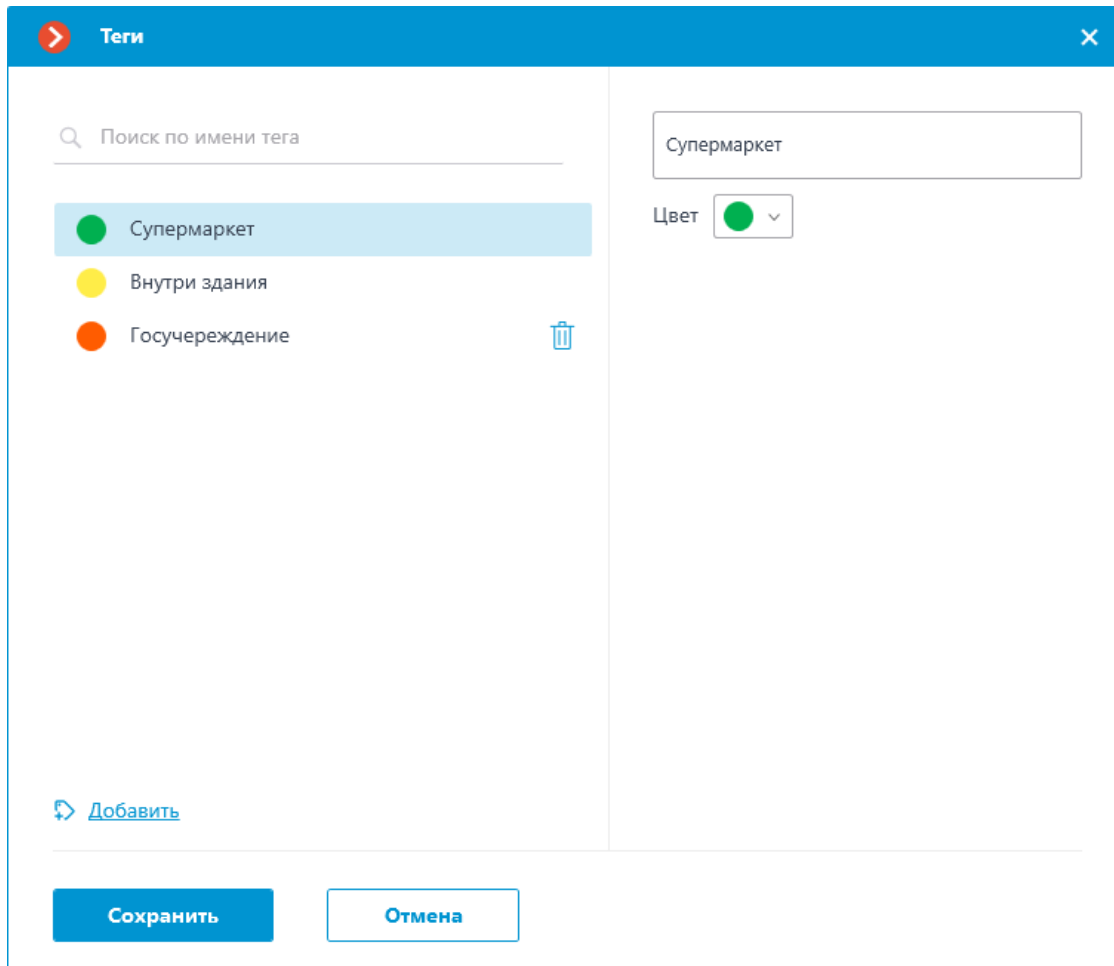 Теги
Поиск по имени тега
Супермаркет
Внутри здания
Госучереждение
Добавить
Супермаркет
Цвет
Сохранить
Отмена